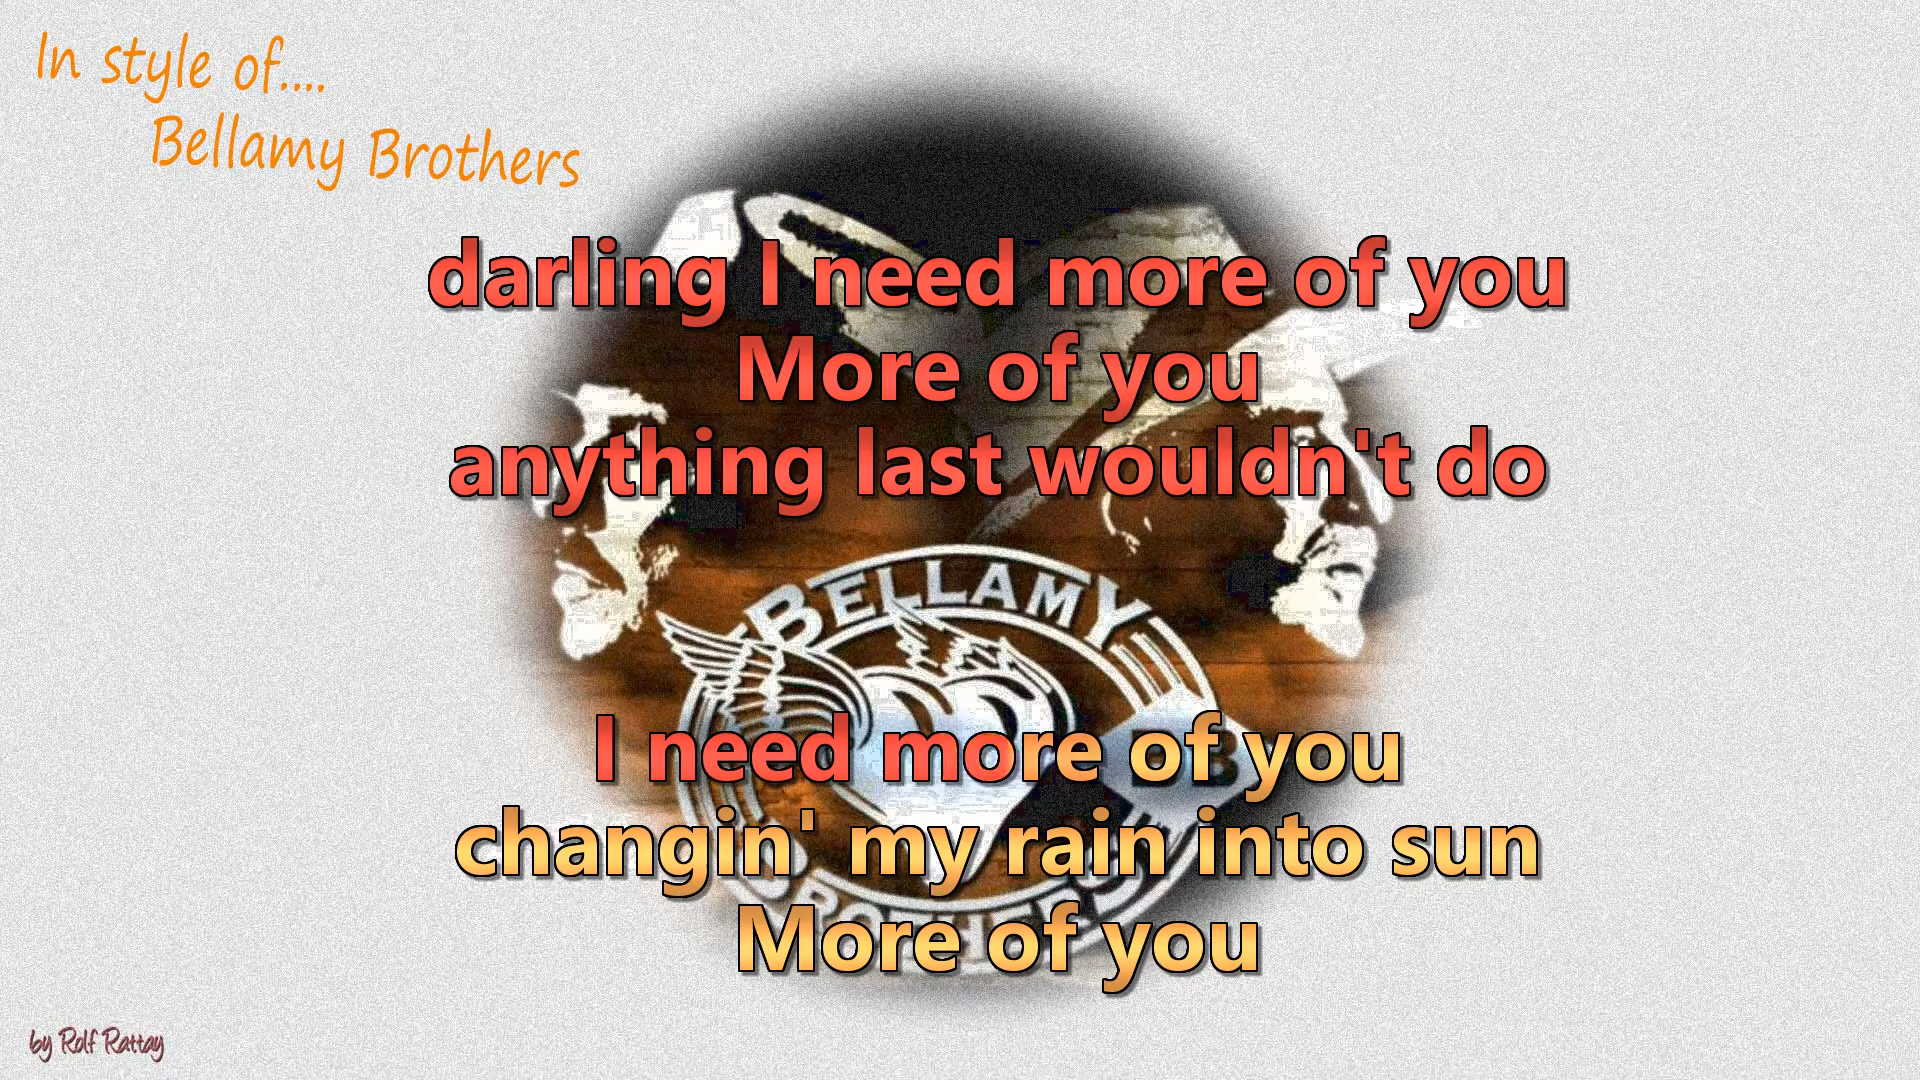 In style of....
Bellamy Brothers
darling I need more of you
More of you
anything last wouldn't do
BELLAMY
I need more of you
changin' my rain into sun
BROTHERS
More of you
by Rolf Rattay